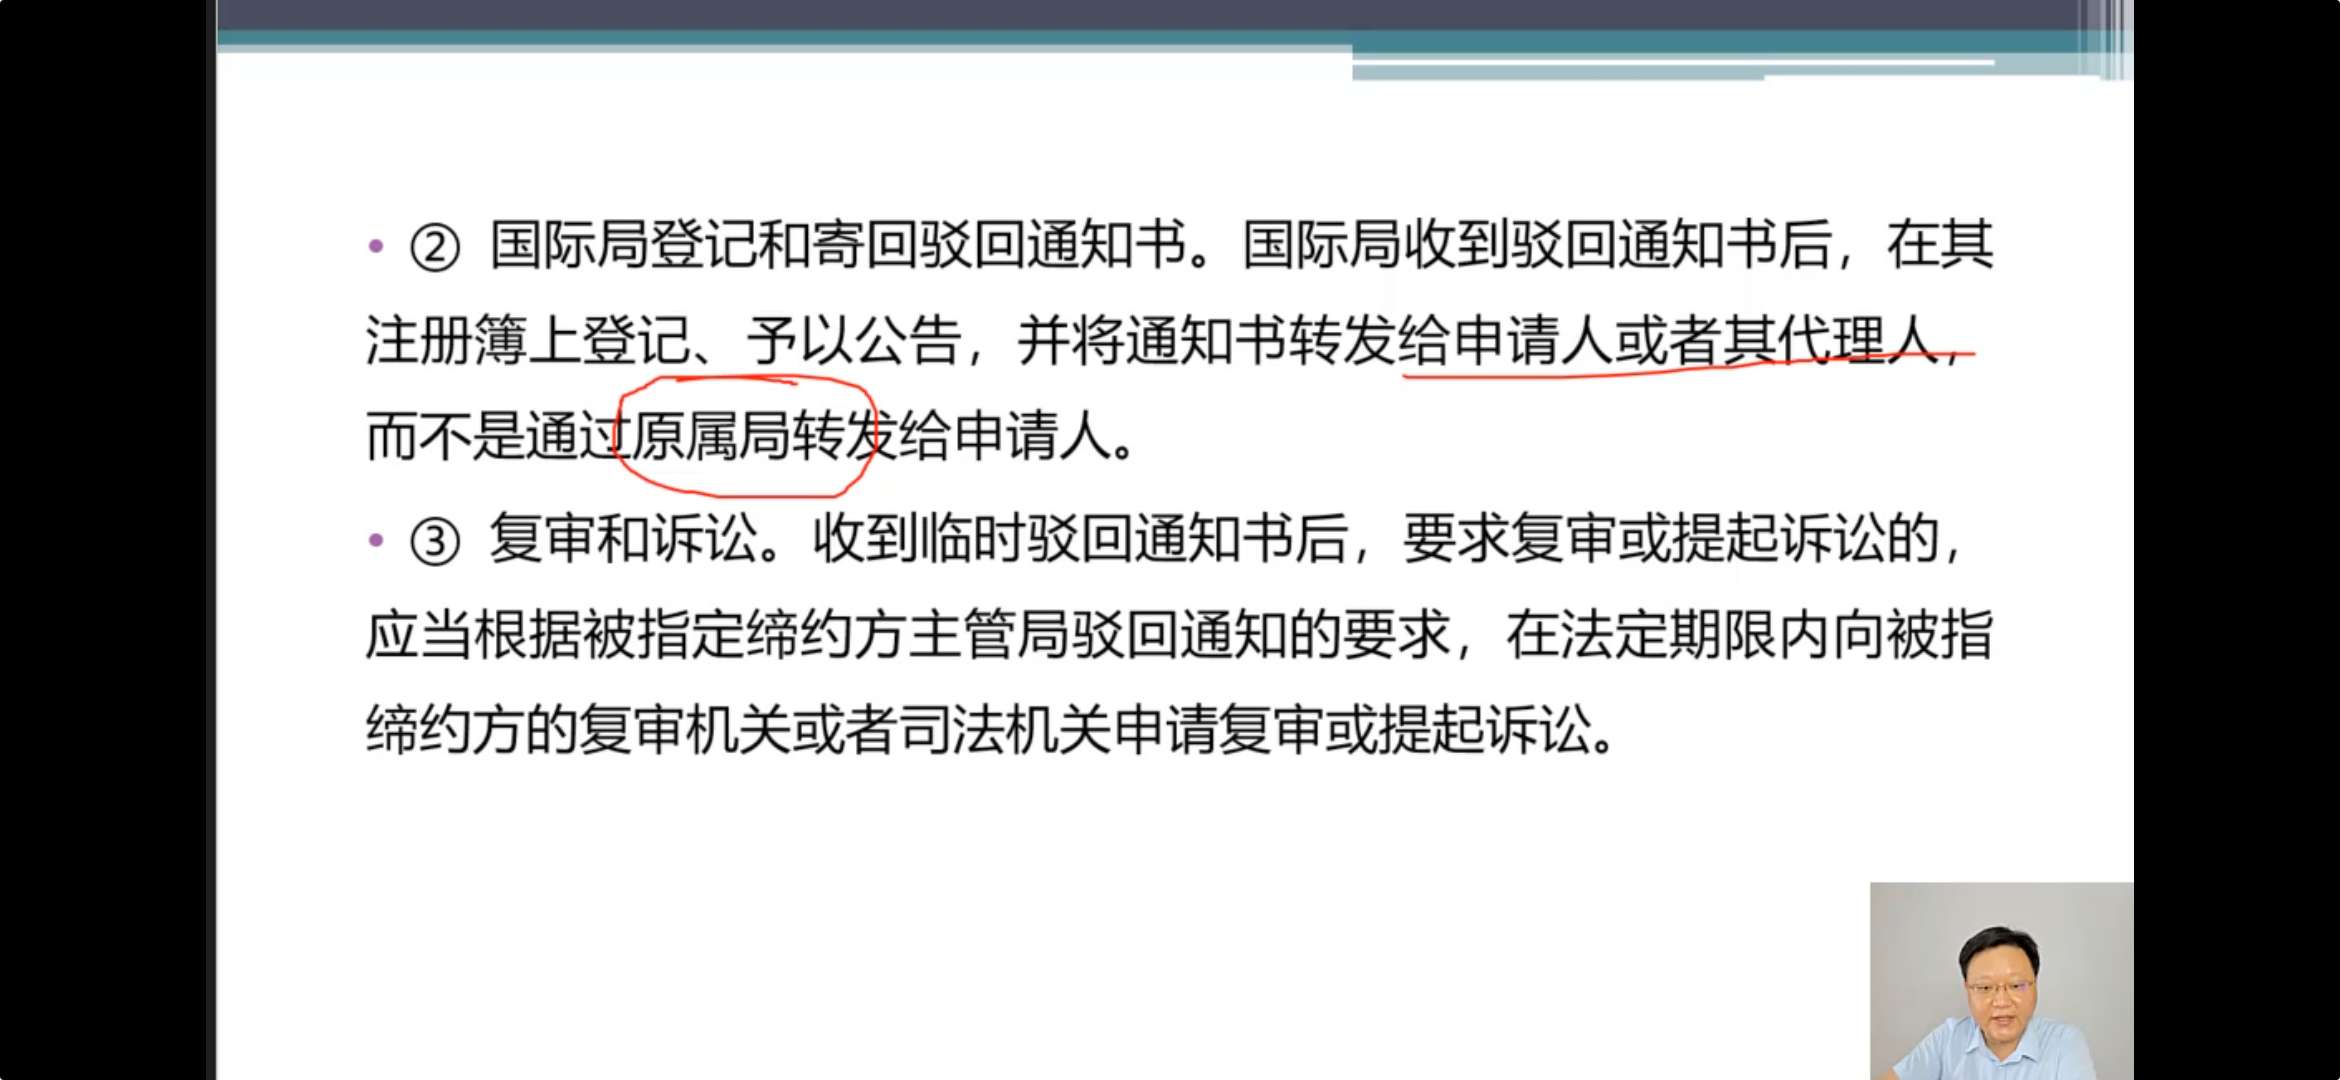 • ② 国际局登记和寄回驳回通知书。国际局收到驳回通知书后，在其
注册簿上登记、予以公告，并将通知书转发给申请人或者其代理人，
而不是通过原属局转发给申请人。
• ③ 复审和诉讼。收到临时驳回通知书后，要求复审或提起诉讼的，
应当根据被指定缔约方主管局驳回通知的要求，在法定期限内向被指
缔约方的复审机关或者司法机关申请复审或提起诉讼。